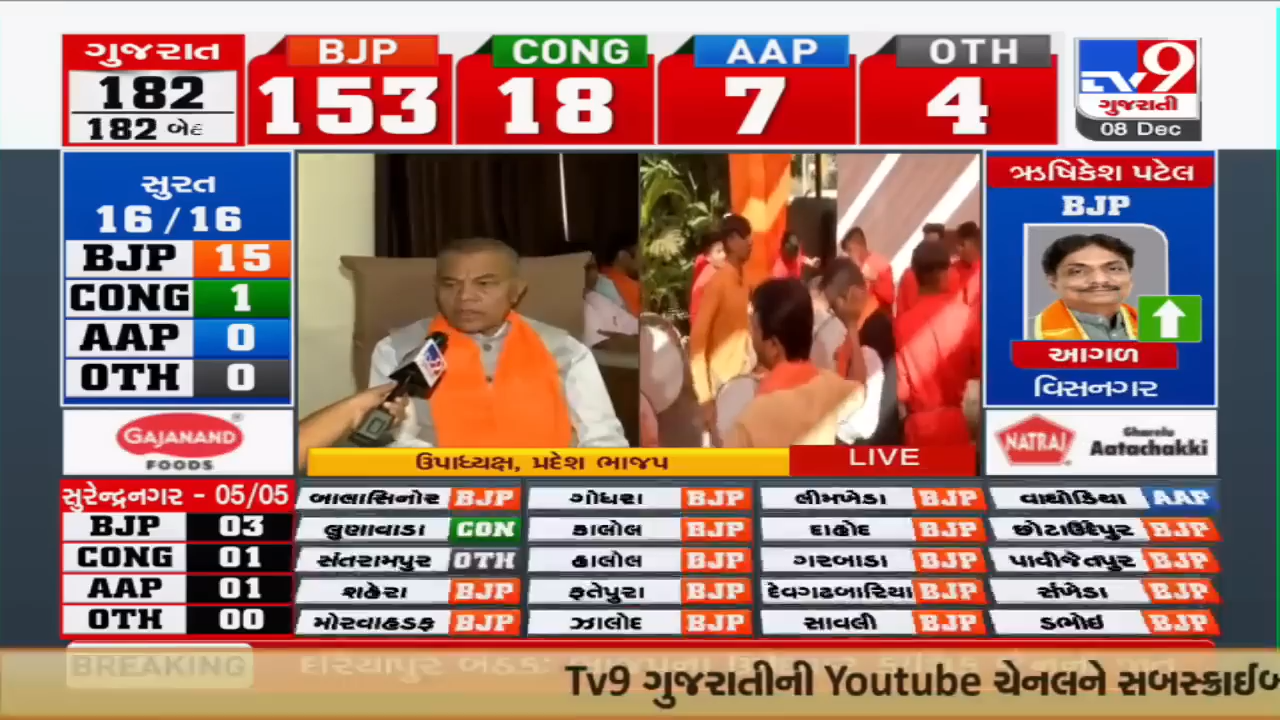 ગુજરાત
182
182 બેઠ
BJP
153
CONG
18
AAP
7
OTH
4
TV9
ગુજરાતી
08 Dec
સુરત
16/16
BJP 15
CONG 1
AAP 0
OTH 0
ઋષિકેશ પટેલ
BJP
આગળ
વિસનગર
GAJANAND
FOODS
ઉપાધ્યક્ષ, પ્રદેશ ભાજપ
LIVE
NATRAJ
Gharelu
Aatachakki
સુરેન્દ્રનગર - 05/05
BJP 03
CONG 01
AAP 01
OTH 00
બાલાસિનોર BJP ગોધરા BJP લીમખેડા BJP વાઘોડિયા AAP
લુણાવાડા CON કાલોલ BJP દાહોદ BJP છોટાઉદેપુર BJP
સંતરામપુર OTH હાલોલ BJP ગરબાડા BJP પાવીજેતપુર BJP
શહેરા BJP ફતેપુરા BJP દેવગઢબારિયા BJP સંખેડા BJP
મોરવાહડફ BJP ઝાલોદ BJP સાવલી BJP ડભોઇ BJP
BREAKING
દરિયાપુર બેઠક:
Tv9 ગુજરાતીની Youtube ચેનલને સબસ્ક્રાઈબ